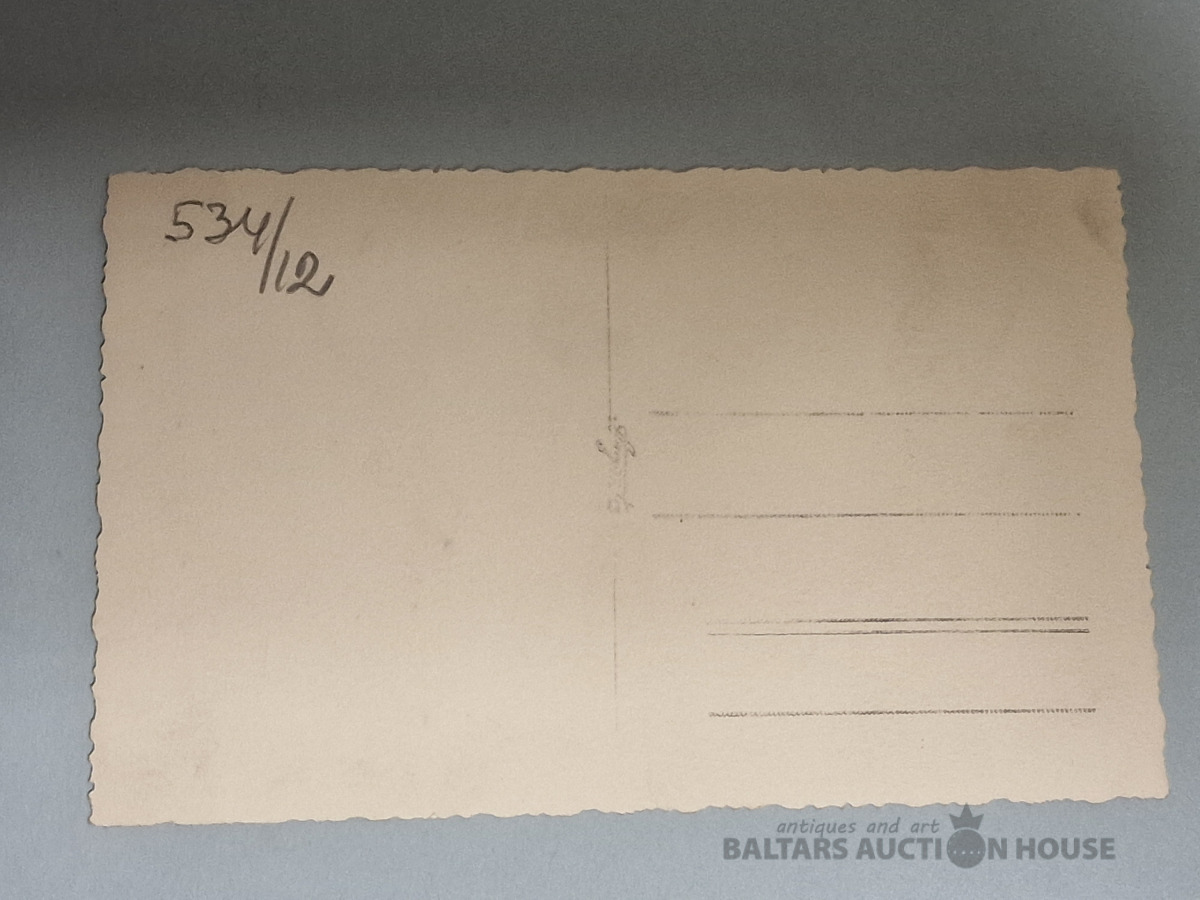 534/12
antiques and art
BALTARS AUCTION HOUSE